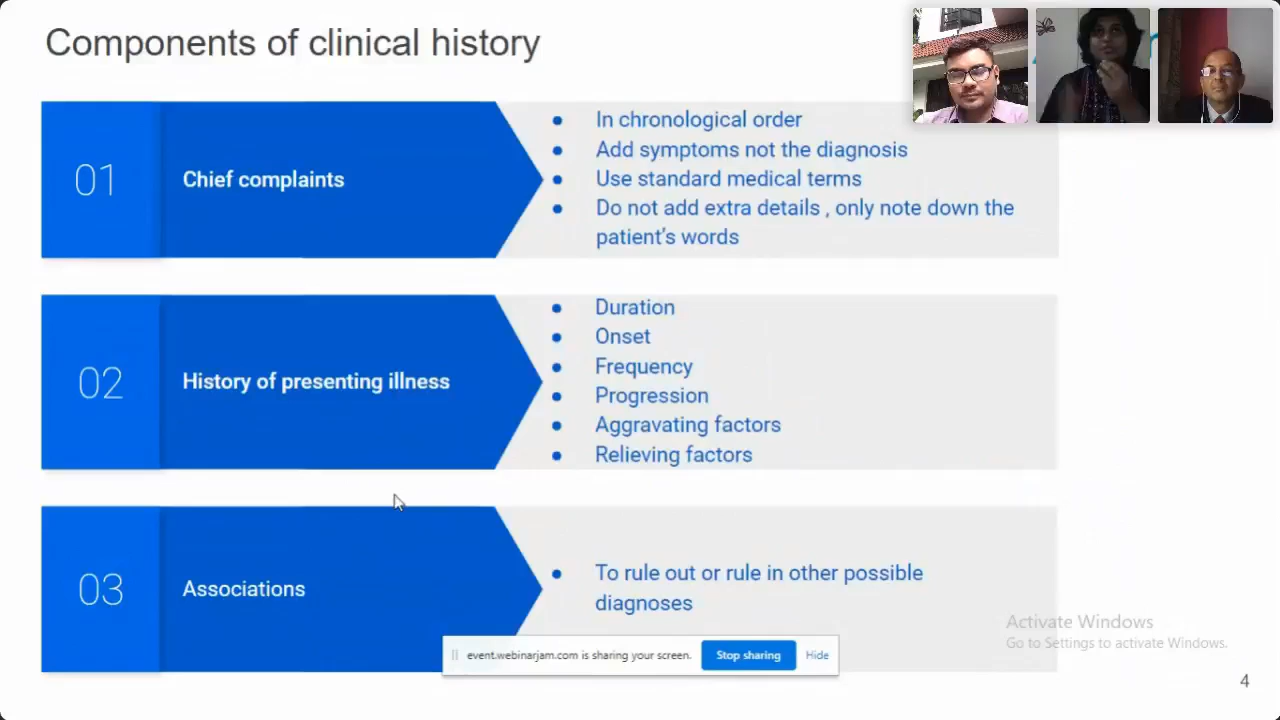 Components of clinical history
01
Chief complaints
• In chronological order
• Add symptoms not the diagnosis
• Use standard medical terms
• Do not add extra details , only note down the
patient's words
02
History of presenting illness
• Duration
• Onset
• Frequency
• Progression
• Aggravating factors
• Relieving factors
03
Associations
• To rule out or rule in other possible
diagnoses
Activate Windows
Go to Settings to activate Windows.
event.webinarjam.com is sharing your screen.
Stop sharing
Hide
4